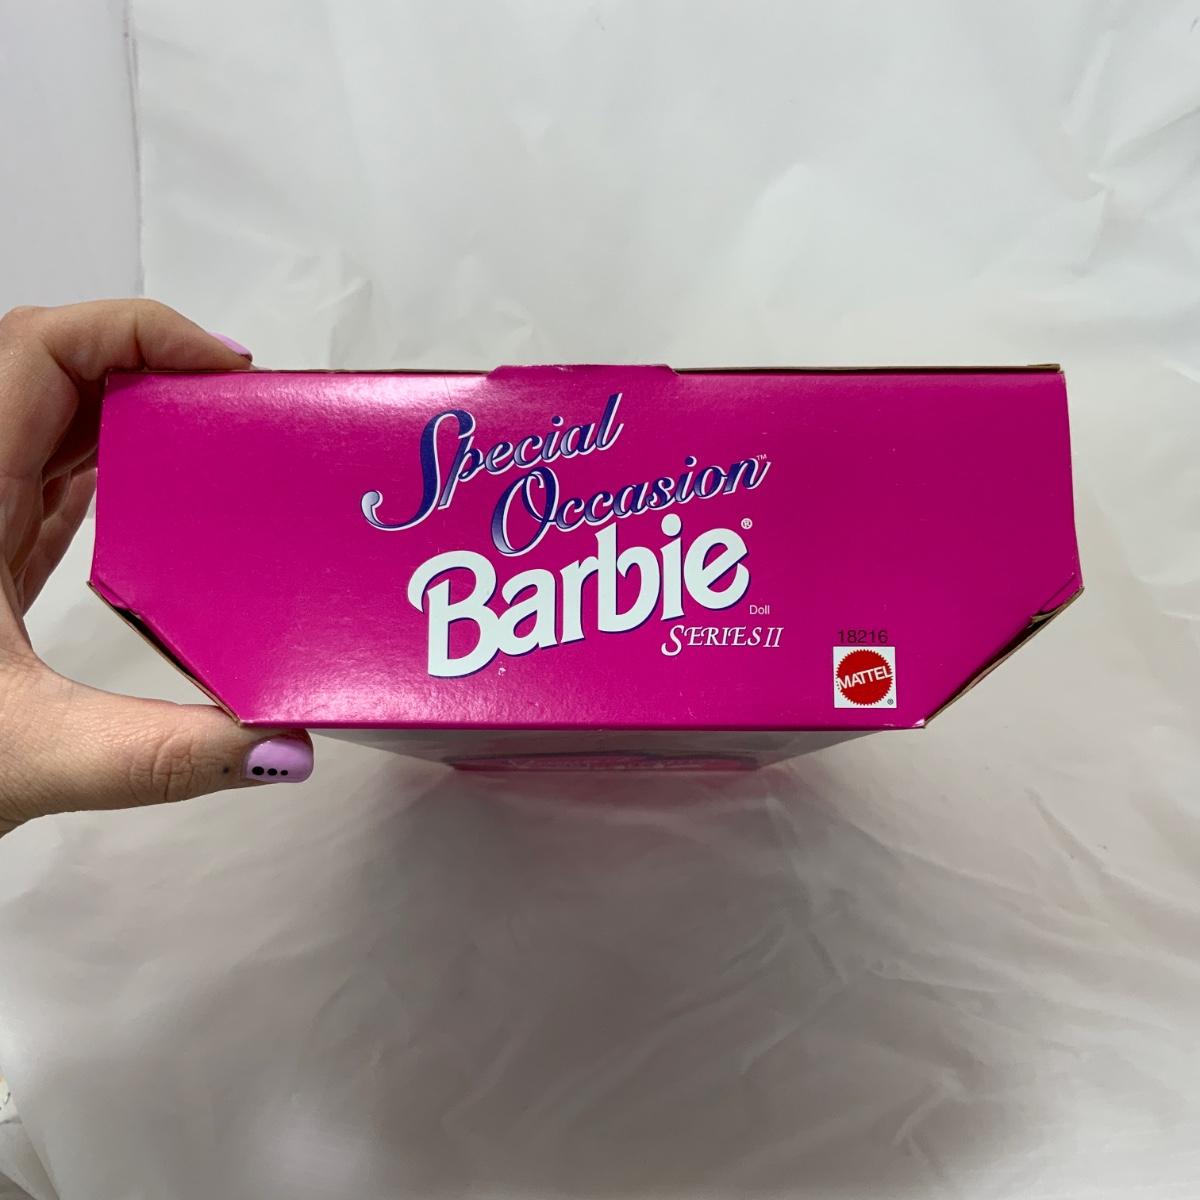 Special
Occasion™
Barbie®
Doll
SERIES II
18216
MATTEL
®